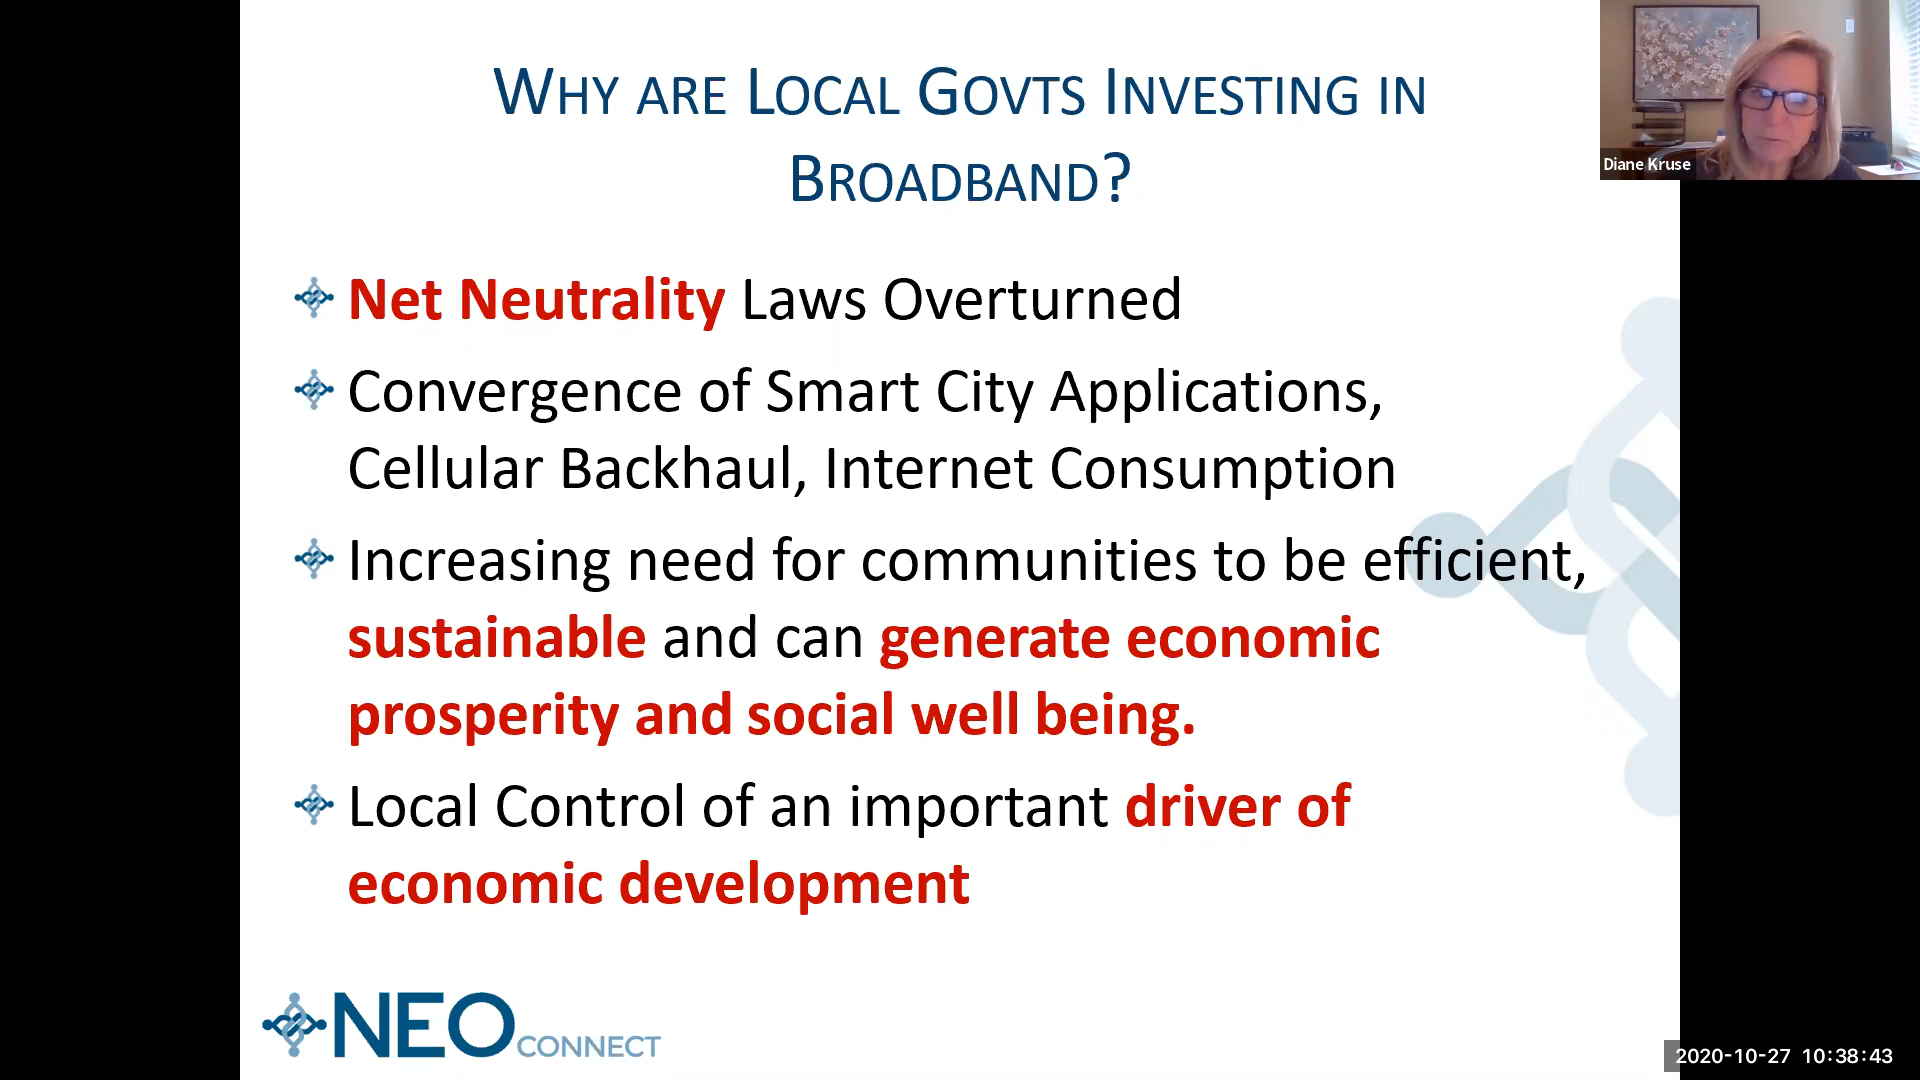 Why are Local Govts Investing in
Broadband?
Diane Kruse
Net Neutrality Laws Overturned
Convergence of Smart City Applications,
Cellular Backhaul, Internet Consumption
Increasing need for communities to be efficient,
sustainable and can generate economic
prosperity and social well being.
Local Control of an important driver of
economic development
NEO CONNECT
2020-10-27 10:38:43